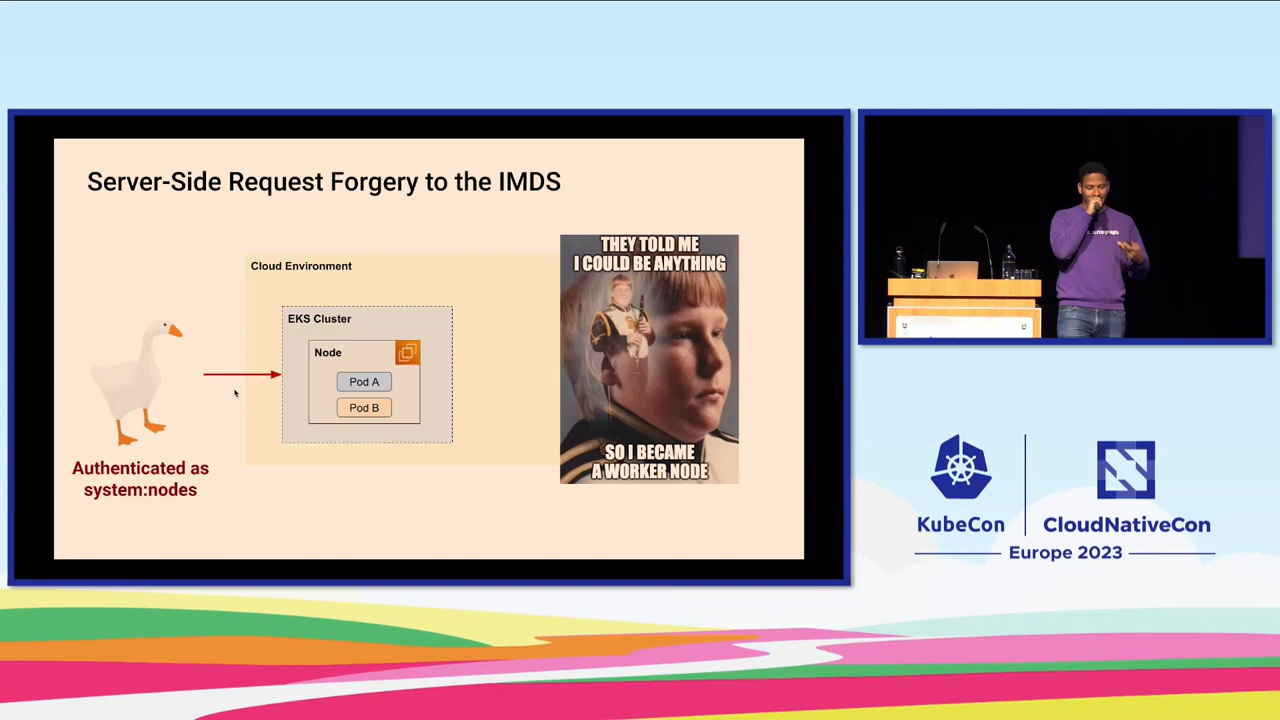 Server-Side Request Forgery to the IMDS
Cloud Environment
EKS Cluster
Node
Pod A
Pod B
Authenticated as
system:nodes
THEY TOLD ME
I COULD BE ANYTHING
SO I BECAME
A WORKER NODE
KubeCon
CloudNativeCon
Europe 2023